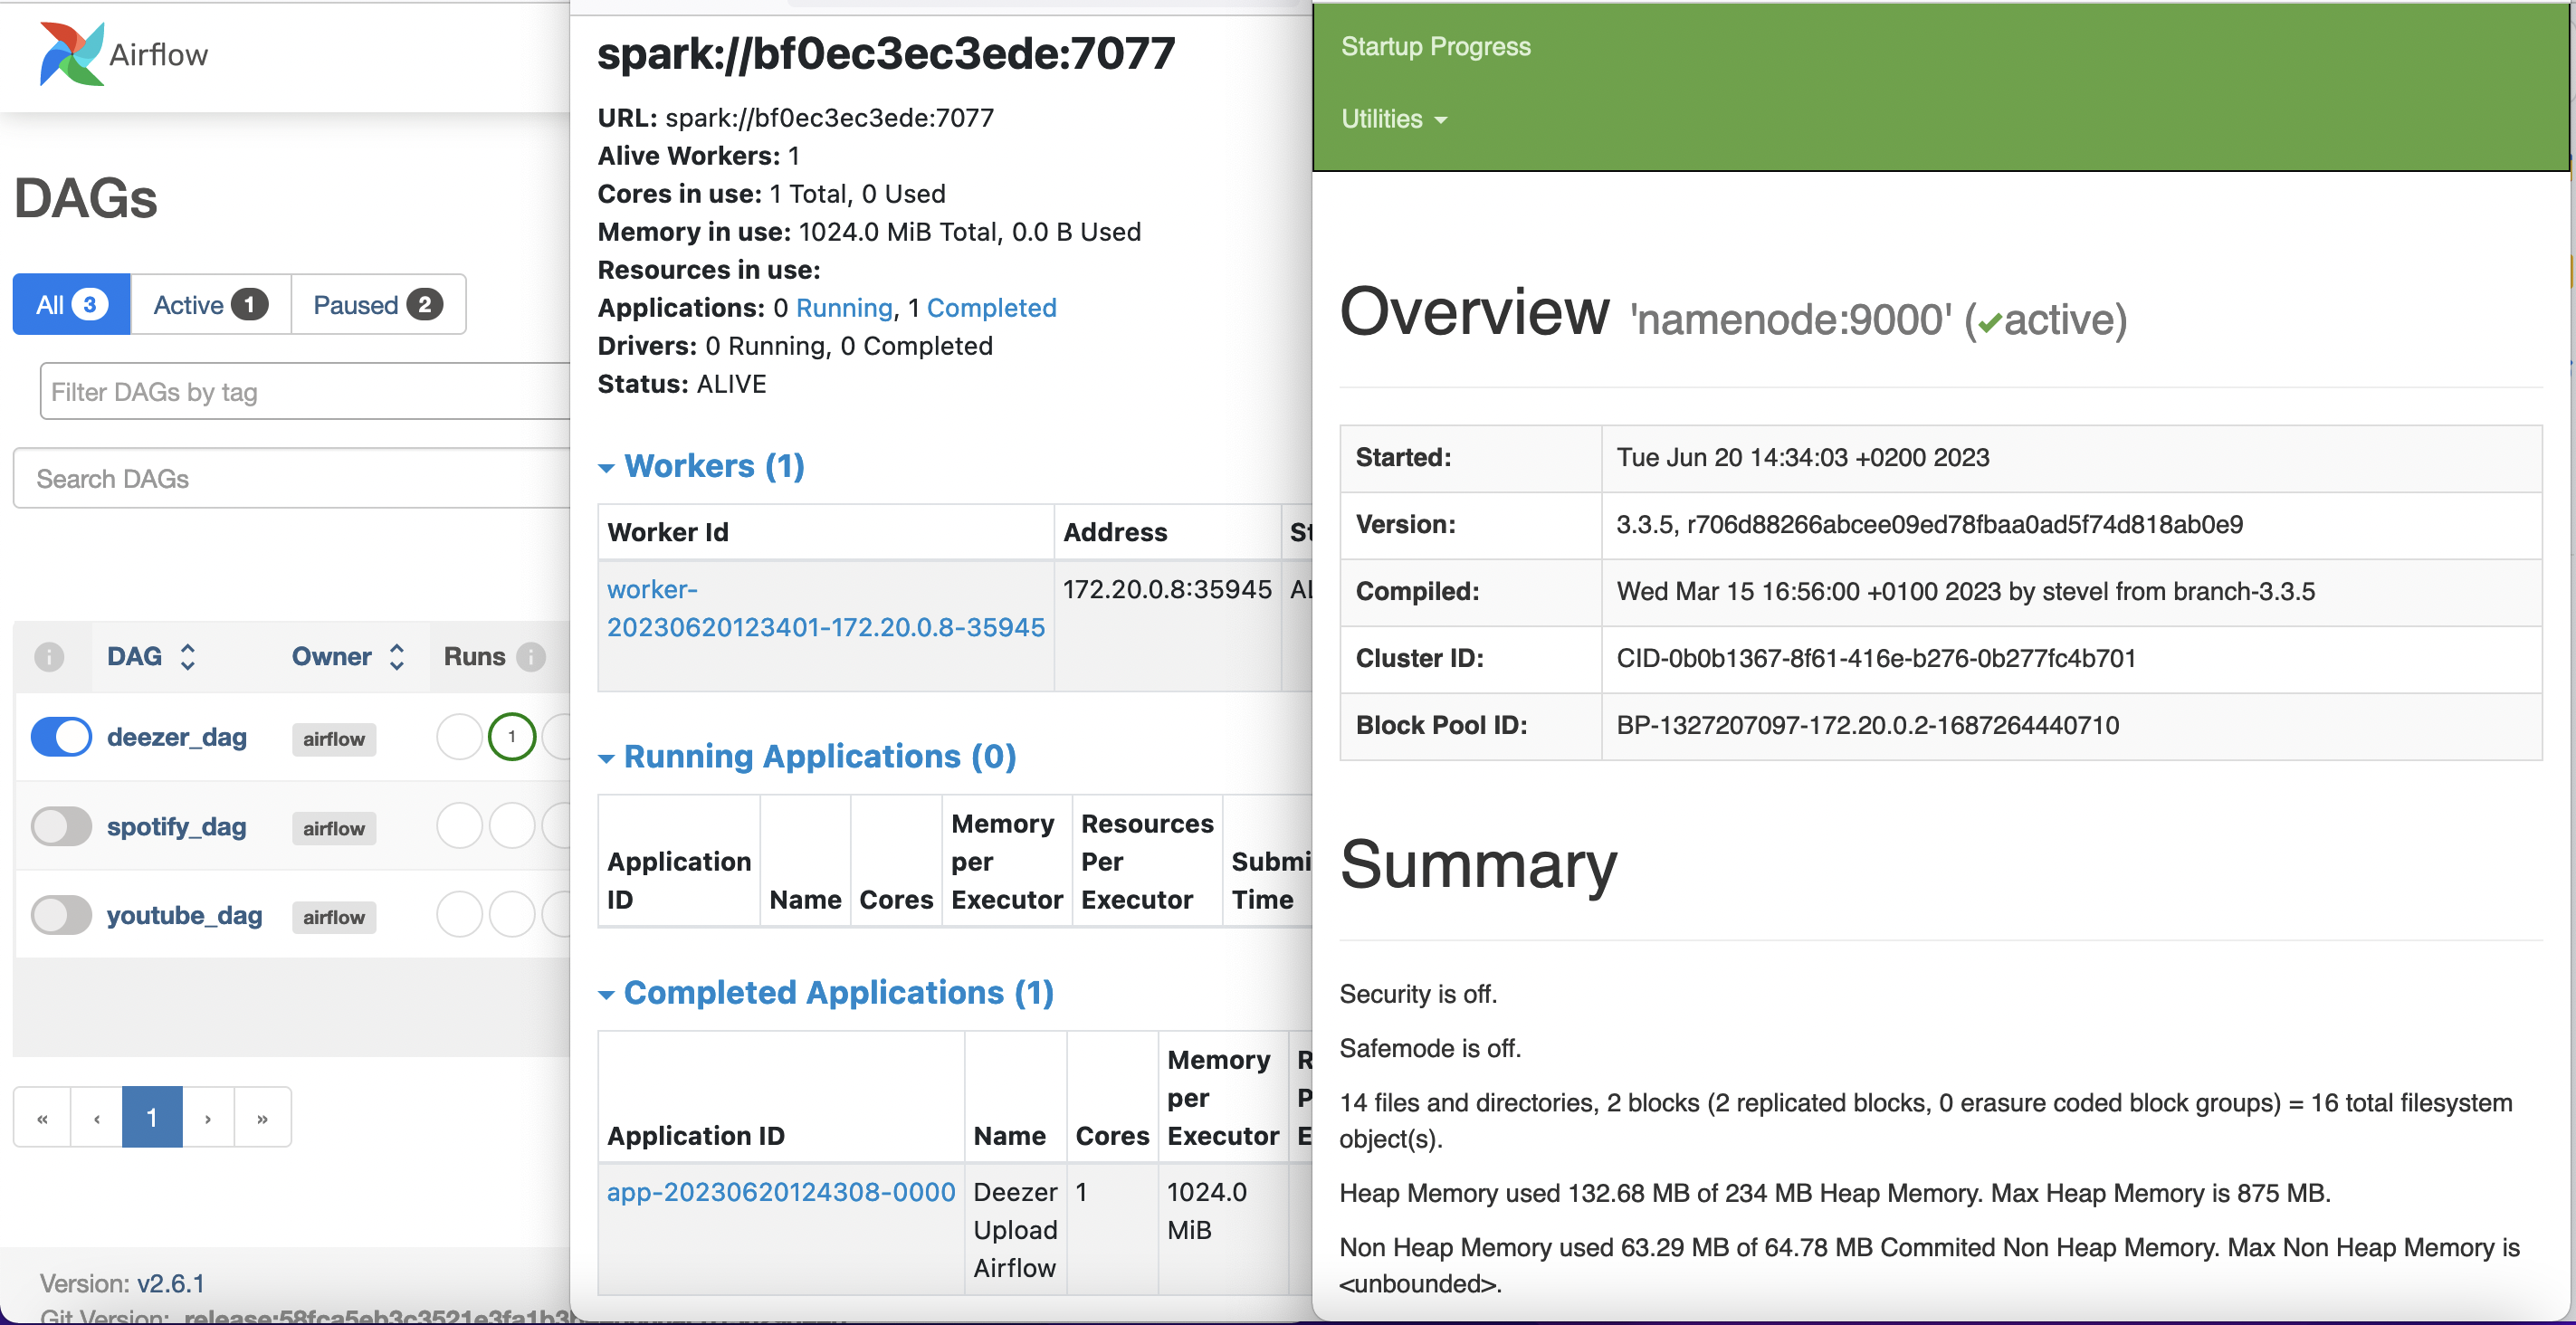 Airflow
DAGs
All 3 Active 1 Paused 2
Filter DAGs by tag
Search DAGs
DAG Owner Runs
deezer_dag airflow 1
spotify_dag airflow
youtube_dag airflow
« ‹ 1 › »
Version: v2.6.1
Git Version:
spark://bf0ec3ec3ede:7077
URL: spark://bf0ec3ec3ede:7077
Alive Workers: 1
Cores in use: 1 Total, 0 Used
Memory in use: 1024.0 MiB Total, 0.0 B Used
Resources in use:
Applications: 0 Running, 1 Completed
Drivers: 0 Running, 0 Completed
Status: ALIVE
Workers (1)
Worker Id Address St
worker- 172.20.0.8:35945 AL
20230620123401-172.20.0.8-35945
Running Applications (0)
Memory Resources
Application per Per Submi
ID Name Cores Executor Executor Time
Completed Applications (1)
Memory R
per P
Application ID Name Cores Executor E
app-20230620124308-0000 Deezer 1 1024.0
Upload MiB
Airflow
Startup Progress
Utilities
Overview 'namenode:9000' (✔active)
Started: Tue Jun 20 14:34:03 +0200 2023
Version: 3.3.5, r706d88266abcee09ed78fbaa0ad5f74d818ab0e9
Compiled: Wed Mar 15 16:56:00 +0100 2023 by stevel from branch-3.3.5
Cluster ID: CID-0b0b1367-8f61-416e-b276-0b277fc4b701
Block Pool ID: BP-1327207097-172.20.0.2-1687264440710
Summary
Security is off.
Safemode is off.
14 files and directories, 2 blocks (2 replicated blocks, 0 erasure coded block groups) = 16 total filesystem
object(s).
Heap Memory used 132.68 MB of 234 MB Heap Memory. Max Heap Memory is 875 MB.
Non Heap Memory used 63.29 MB of 64.78 MB Commited Non Heap Memory. Max Non Heap Memory is
<unbounded>.